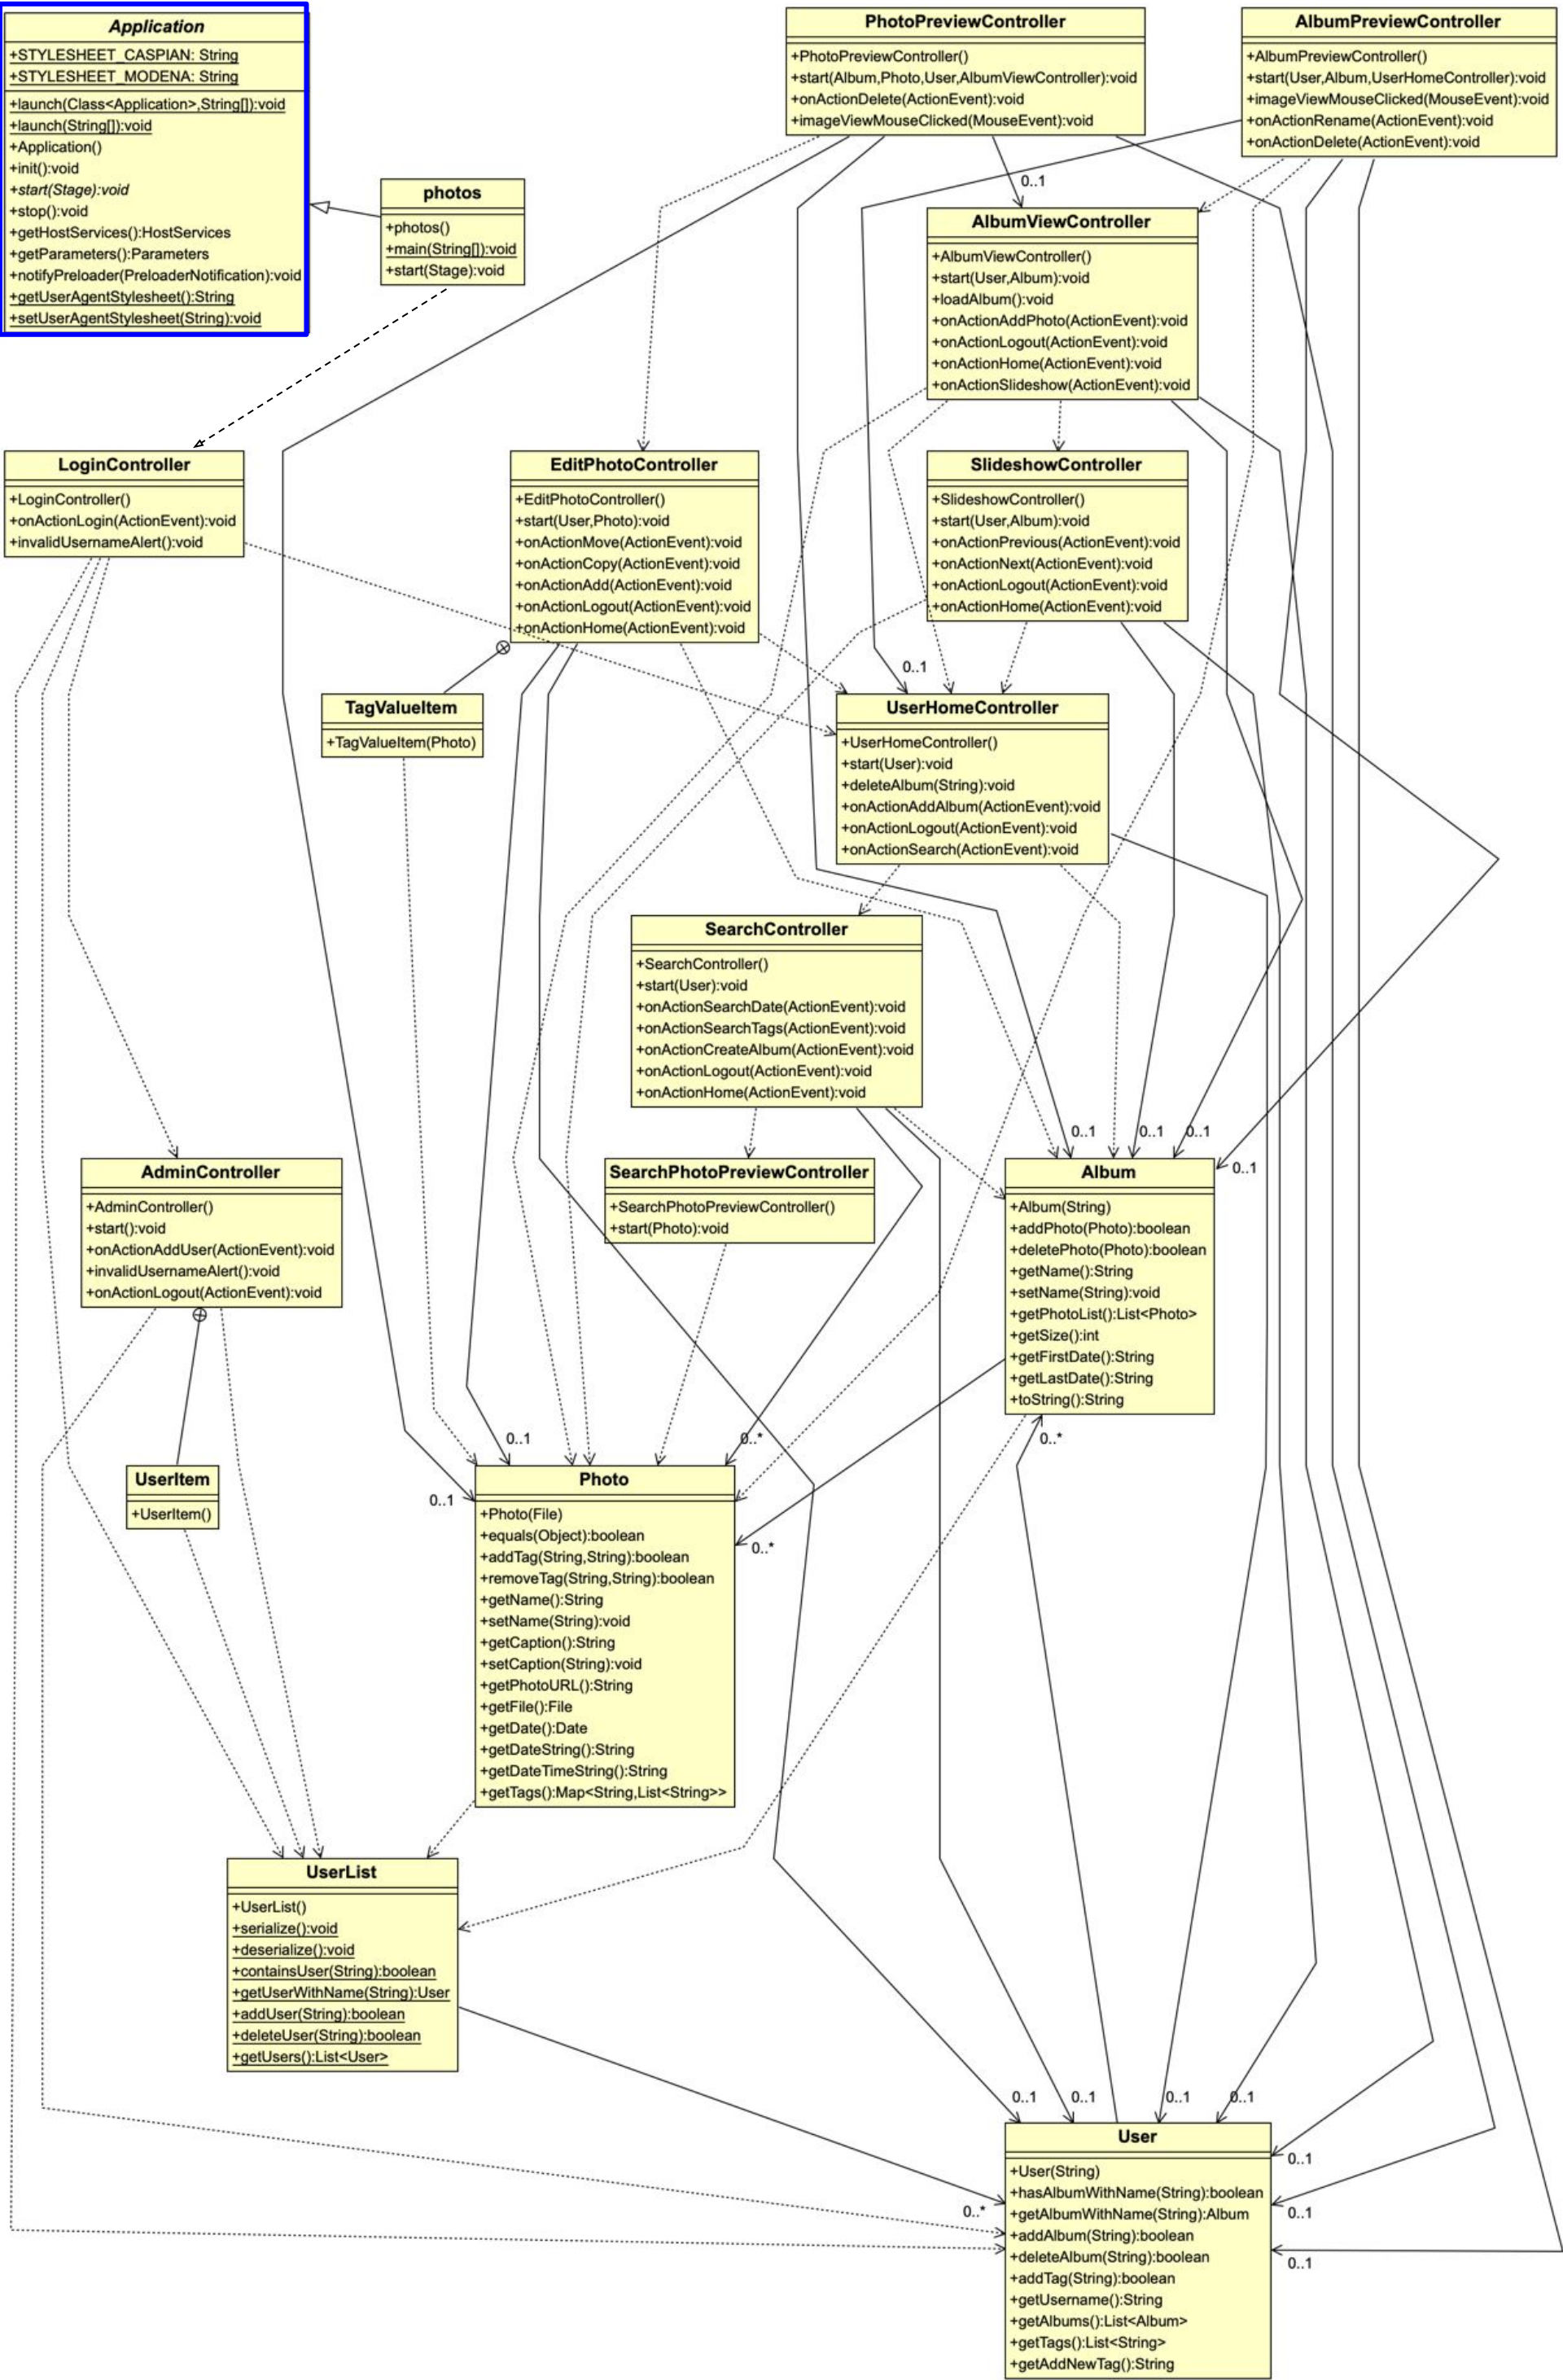 Application
+STYLESHEET_CASPIAN: String
+STYLESHEET_MODENA: String
+launch(Class<Application>,String[]):void
+launch(String[]):void
+Application()
+init():void
+start(Stage):void
+stop():void
+getHostServices():HostServices
+getParameters():Parameters
+notifyPreloader(PreloaderNotification):void
+getUserAgentStylesheet():String
+setUserAgentStylesheet(String):void
photos
+photos()
+main(String[]):void
+start(Stage):void
PhotoPreviewController
+PhotoPreviewController()
+start(Album,Photo,User,AlbumViewController):void
+onActionDelete(ActionEvent):void
+imageViewMouseClicked(MouseEvent):void
AlbumPreviewController
+AlbumPreviewController()
+start(User,Album,UserHomeController):void
+imageViewMouseClicked(MouseEvent):void
+onActionRename(ActionEvent):void
+onActionDelete(ActionEvent):void
0..1
AlbumViewController
+AlbumViewController()
+start(User,Album):void
+loadAlbum():void
+onActionAddPhoto(ActionEvent):void
+onActionLogout(ActionEvent):void
+onActionHome(ActionEvent):void
+onActionSlideshow(ActionEvent):void
LoginController
+LoginController()
+onActionLogin(ActionEvent):void
+invalidUsernameAlert():void
EditPhotoController
+EditPhotoController()
+start(User,Photo):void
+onActionMove(ActionEvent):void
+onActionCopy(ActionEvent):void
+onActionAdd(ActionEvent):void
+onActionLogout(ActionEvent):void
+onActionHome(ActionEvent):void
SlideshowController
+SlideshowController()
+start(User,Album):void
+onActionPrevious(ActionEvent):void
+onActionNext(ActionEvent):void
+onActionLogout(ActionEvent):void
+onActionHome(ActionEvent):void
0..1
TagValueItem
+TagValueItem(Photo)
UserHomeController
+UserHomeController()
+start(User):void
+deleteAlbum(String):void
+onActionAddAlbum(ActionEvent):void
+onActionLogout(ActionEvent):void
+onActionSearch(ActionEvent):void
SearchController
+SearchController()
+start(User):void
+onActionSearchDate(ActionEvent):void
+onActionSearchTags(ActionEvent):void
+onActionCreateAlbum(ActionEvent):void
+onActionLogout(ActionEvent):void
+onActionHome(ActionEvent):void
0..1
0..1
0..1
0..1
AdminController
+AdminController()
+start():void
+onActionAddUser(ActionEvent):void
+invalidUsernameAlert():void
+onActionLogout(ActionEvent):void
SearchPhotoPreviewController
+SearchPhotoPreviewController()
+start(Photo):void
Album
+Album(String)
+addPhoto(Photo):boolean
+deletePhoto(Photo):boolean
+getName():String
+setName(String):void
+getPhotoList():List<Photo>
+getSize():int
+getFirstDate():String
+getLastDate():String
+toString():String
0..1
0..*
0..*
UserItem
+UserItem()
0..1
Photo
+Photo(File)
+equals(Object):boolean
+addTag(String,String):boolean
+removeTag(String,String):boolean
+getName():String
+setName(String):void
+getCaption():String
+setCaption(String):void
+getPhotoURL():String
+getFile():File
+getDate():Date
+getDateString():String
+getDateTimeString():String
+getTags():Map<String,List<String>>
0..*
UserList
+UserList()
+serialize():void
+deserialize():void
+containsUser(String):boolean
+getUserWithName(String):User
+addUser(String):boolean
+deleteUser(String):boolean
+getUsers():List<User>
0..1
0..1
0..1
0..1
0..*
User
+User(String)
+hasAlbumWithName(String):boolean
+getAlbumWithName(String):Album
+addAlbum(String):boolean
+deleteAlbum(String):boolean
+addTag(String):boolean
+getUsername():String
+getAlbums():List<Album>
+getTags():List<String>
+getAddNewTag():String
0..1
0..1
0..1